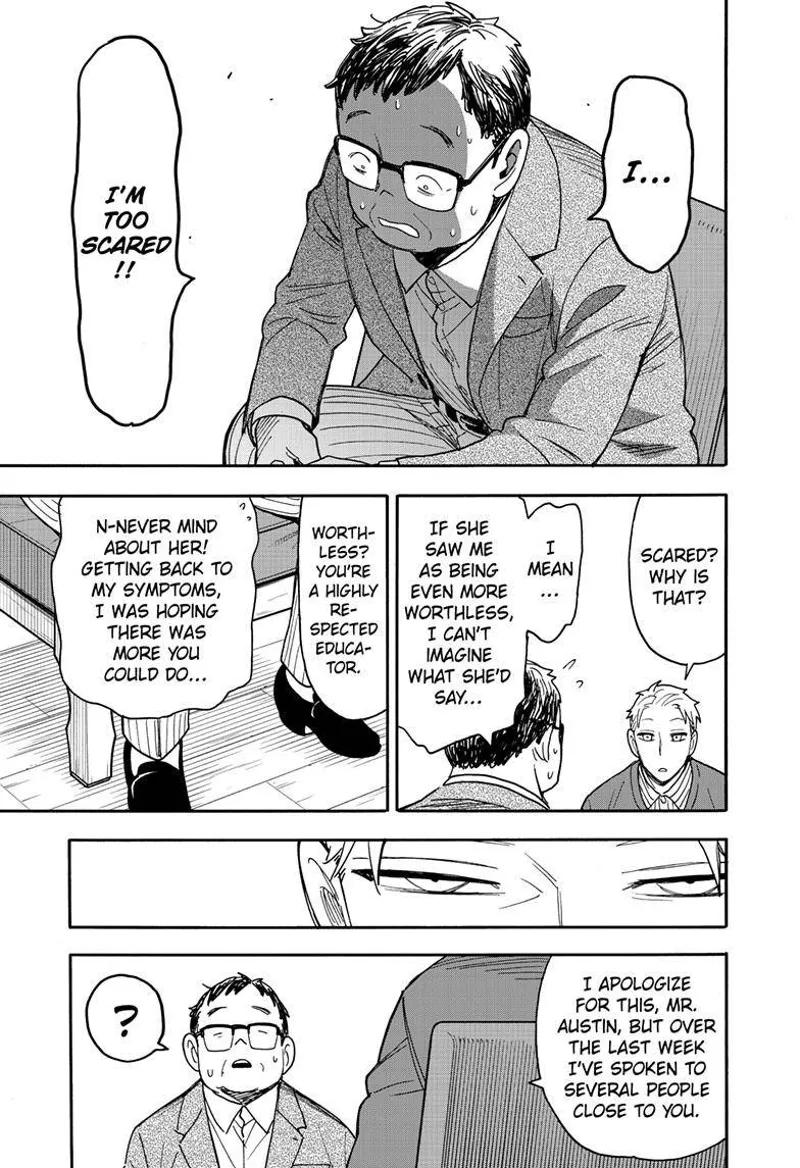 I...
I'M
TOO
SCARED
!!
SCARED?
WHY IS
THAT?
I
MEAN
...
IF SHE
SAW ME
AS BEING
EVEN MORE
WORTHLESS,
I CAN'T
IMAGINE
WHAT SHE'D
SAY...
WORTH-
LESS?
YOU'RE
A HIGHLY
RE-
SPECTED
EDUCA-
TOR.
N-NEVER MIND
ABOUT HER!
GETTING BACK TO
MY SYMPTOMS,
I WAS HOPING
THERE WAS
MORE YOU
COULD DO...
I APOLOGIZE
FOR THIS, MR.
AUSTIN, BUT OVER
THE LAST WEEK
I'VE SPOKEN TO
SEVERAL PEOPLE
CLOSE TO YOU.
?